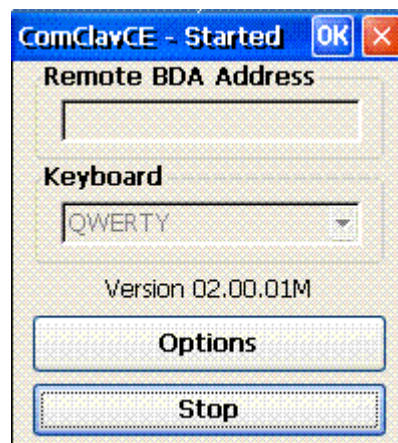 ComClavCE - Started OK
Remote BDA Address
Keyboard
QWERTY
Version 02.00.01M
Options
Stop